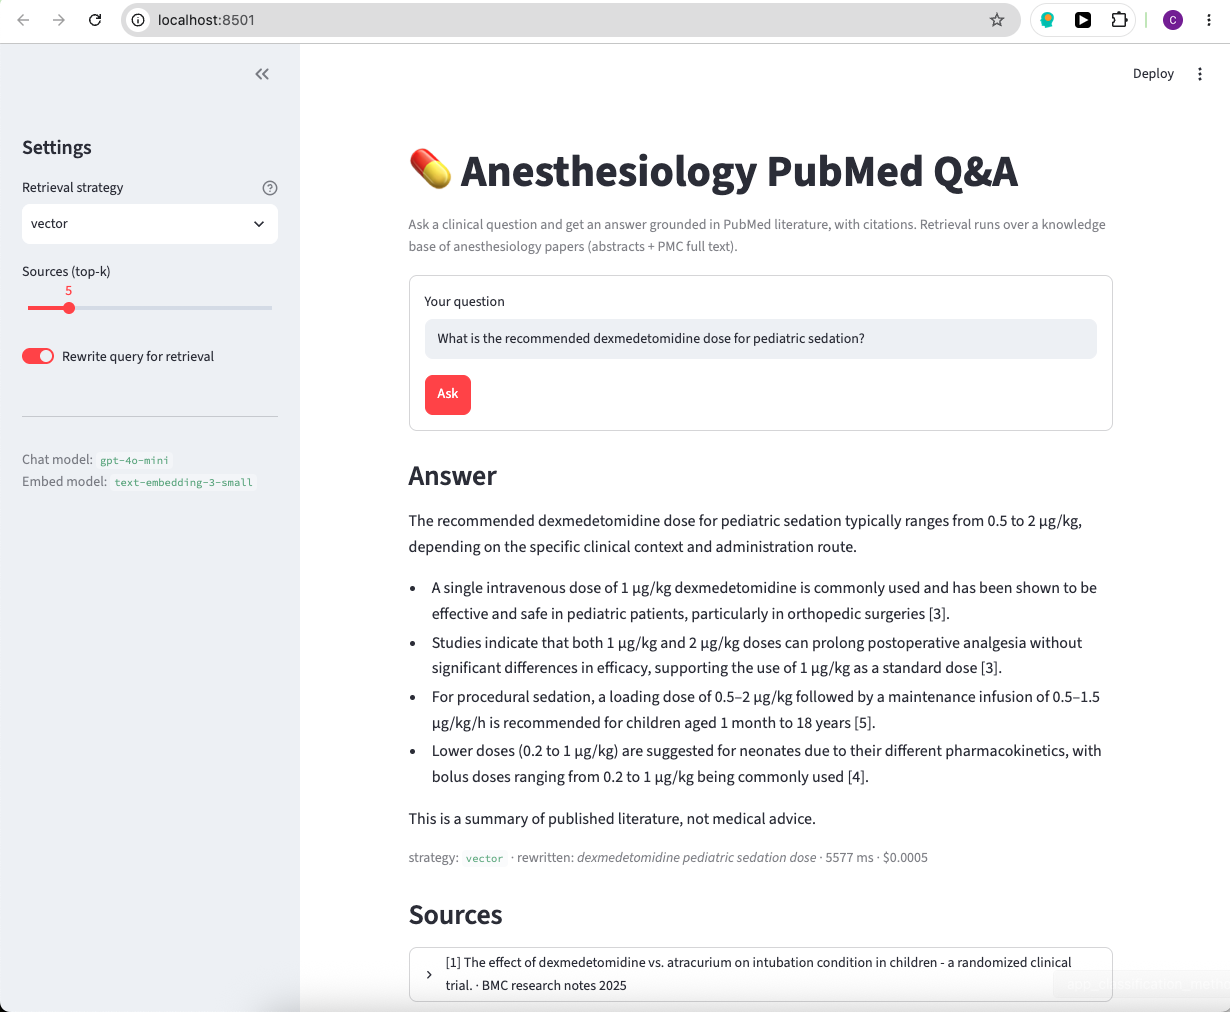 localhost:8501
C
Deploy
Settings
Retrieval strategy
vector
Sources (top-k)
5
Rewrite query for retrieval
Chat model: gpt-4o-mini
Embed model: text-embedding-3-small
Anesthesiology PubMed Q&A
Ask a clinical question and get an answer grounded in PubMed literature, with citations. Retrieval runs over a knowledge
base of anesthesiology papers (abstracts + PMC full text).
Your question
What is the recommended dexmedetomidine dose for pediatric sedation?
Ask
Answer
The recommended dexmedetomidine dose for pediatric sedation typically ranges from 0.5 to 2 µg/kg,
depending on the specific clinical context and administration route.
• A single intravenous dose of 1 µg/kg dexmedetomidine is commonly used and has been shown to be
effective and safe in pediatric patients, particularly in orthopedic surgeries [3].
• Studies indicate that both 1 µg/kg and 2 µg/kg doses can prolong postoperative analgesia without
significant differences in efficacy, supporting the use of 1 µg/kg as a standard dose [3].
• For procedural sedation, a loading dose of 0.5–2 µg/kg followed by a maintenance infusion of 0.5–1.5
µg/kg/h is recommended for children aged 1 month to 18 years [5].
• Lower doses (0.2 to 1 µg/kg) are suggested for neonates due to their different pharmacokinetics, with
bolus doses ranging from 0.2 to 1 µg/kg being commonly used [4].
This is a summary of published literature, not medical advice.
strategy: vector · rewritten: dexmedetomidine pediatric sedation dose · 5577 ms · $0.0005
Sources
[1] The effect of dexmedetomidine vs. atracurium on intubation condition in children - a randomized clinical
trial. · BMC research notes 2025